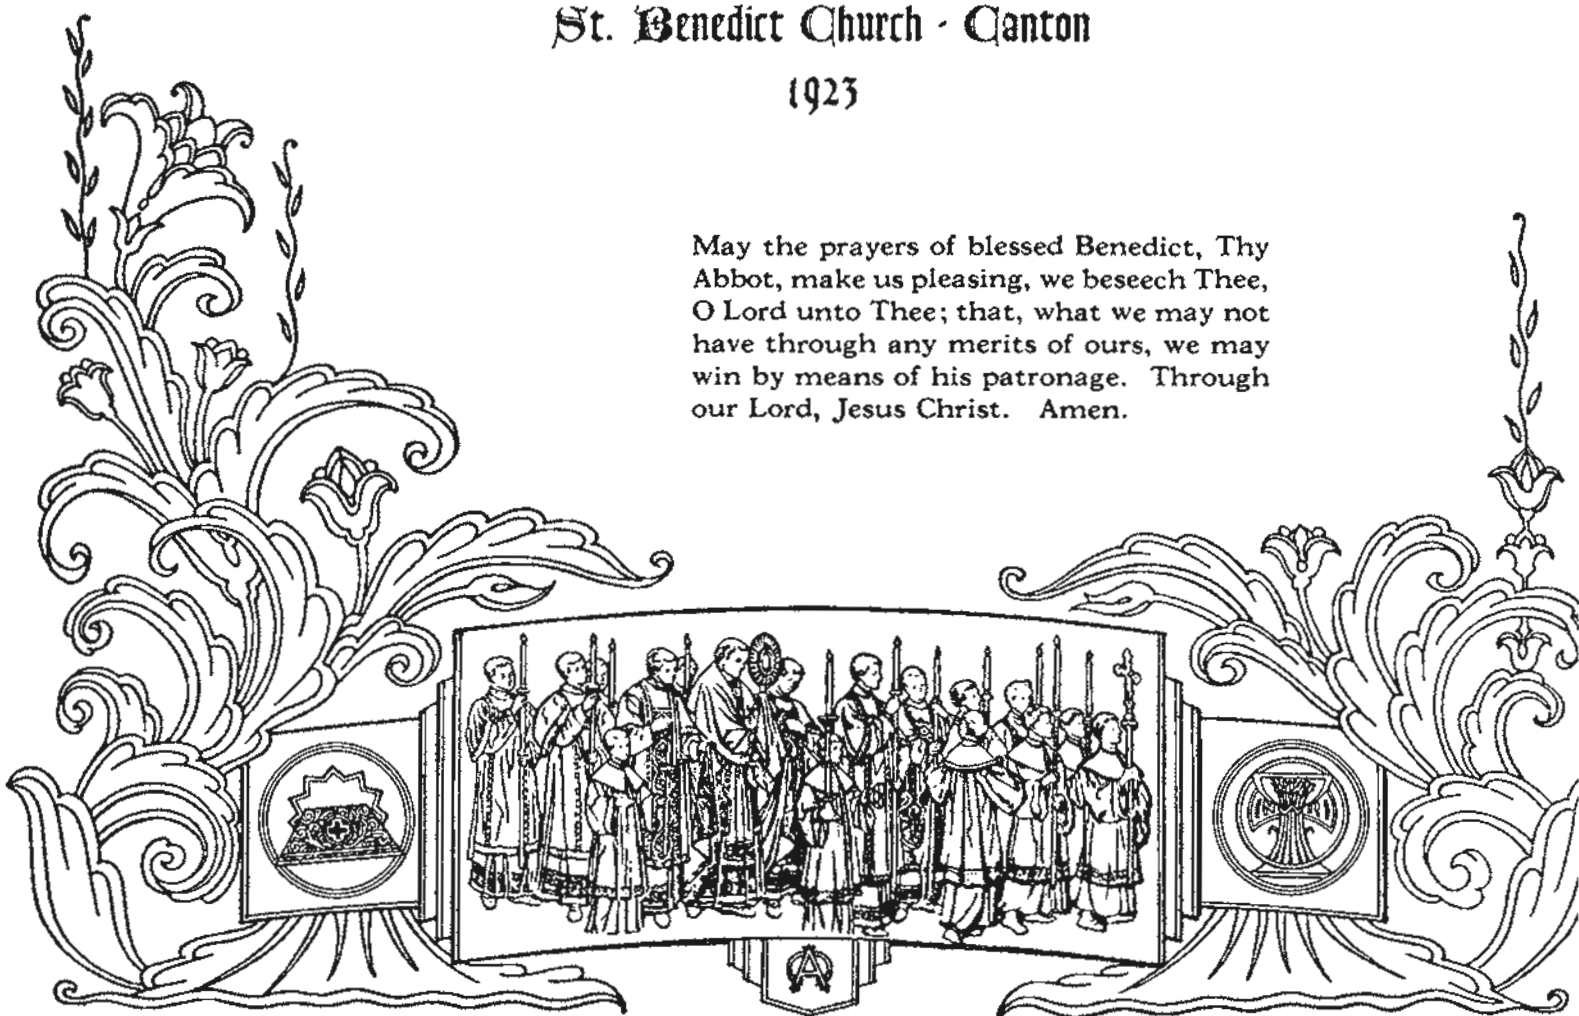 St. Benedict Church - Canton
1923
May the prayers of blessed Benedict, Thy
Abbot, make us pleasing, we beseech Thee,
O Lord unto Thee; that, what we may not
have through any merits of ours, we may
win by means of his patronage. Through
our Lord, Jesus Christ. Amen.